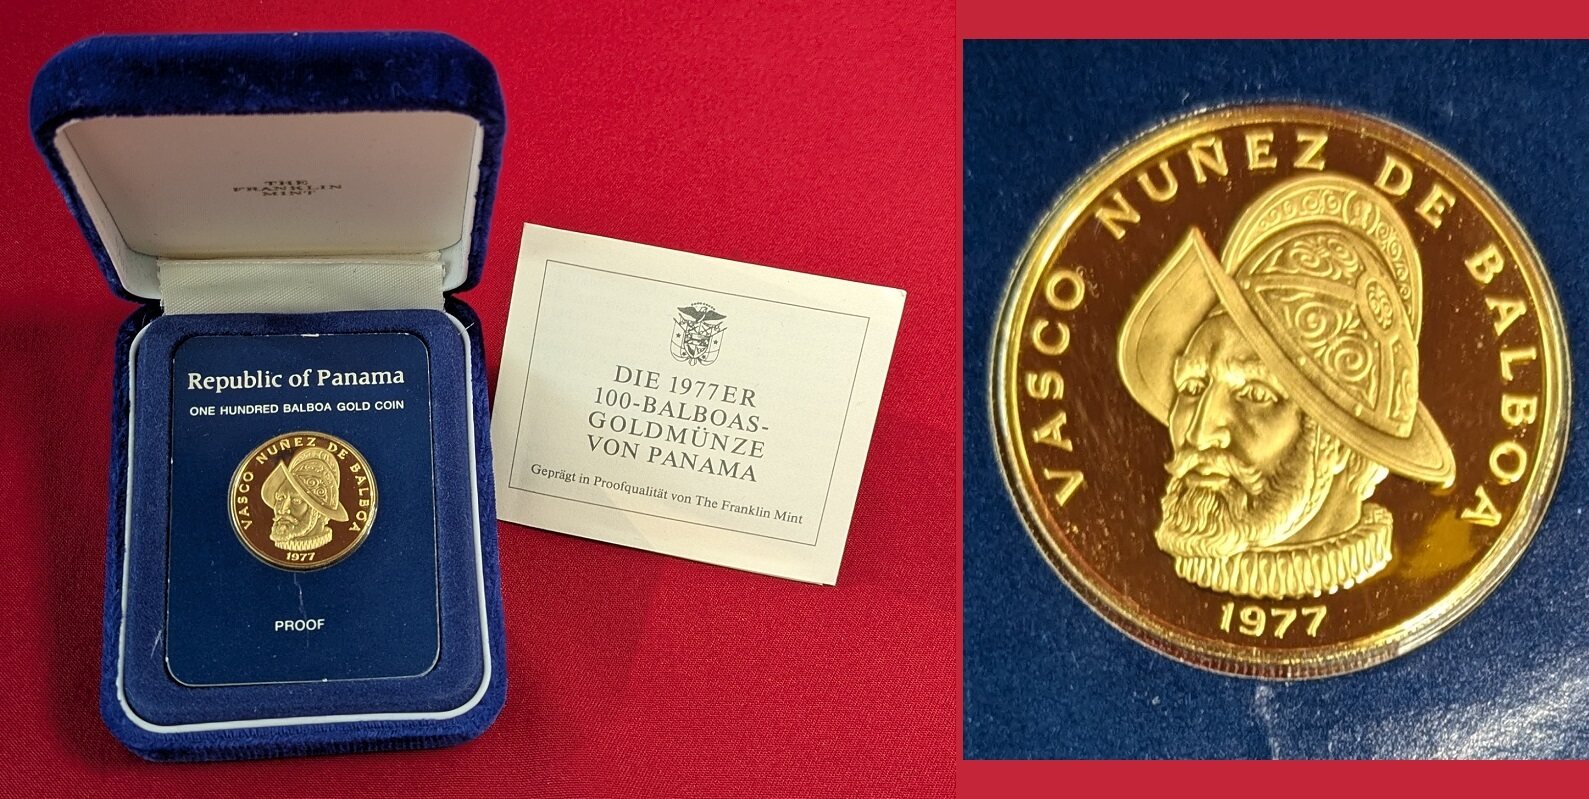 THE
FRANKLIN
MINT
Republic of Panama
ONE HUNDRED BALBOA GOLD COIN
VASCO NUÑEZ DE BALBOA
1977
PROOF
DIE 1977ER
100-BALBOAS-
GOLDMÜNZE
VON PANAMA
Geprägt in Proofqualität von The Franklin Mint
VASCO NUÑEZ DE BALBOA
1977